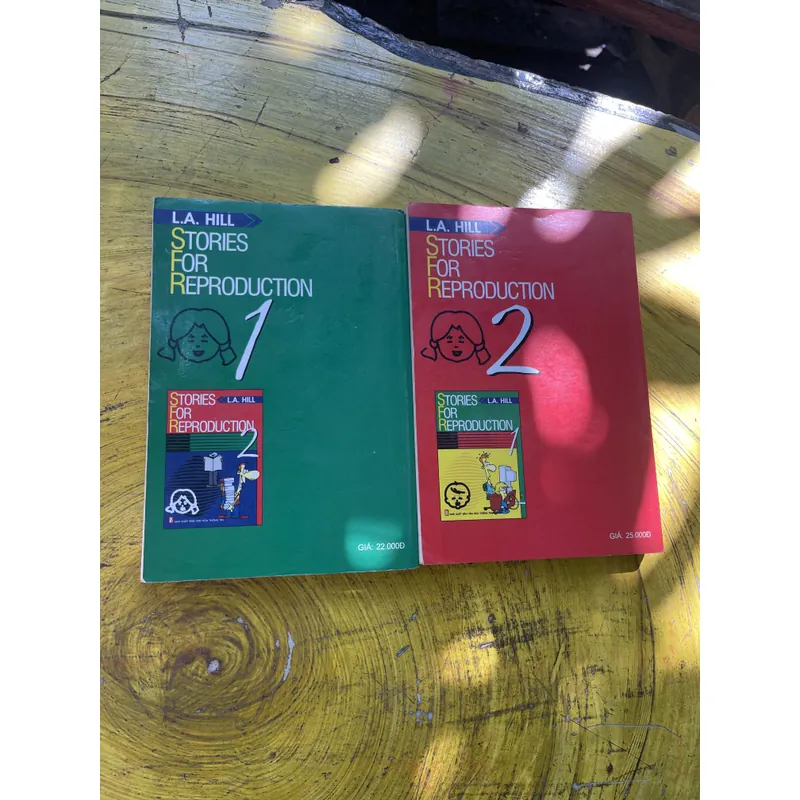 L.A. HILL
STORIES
FOR
REPRODUCTION
1
STORIES L.A. HILL
FOR
REPRODUCTION
2
GIÁ: 22.000Đ
L.A. HILL
STORIES
FOR
REPRODUCTION
2
STORIES L.A. HILL
FOR
REPRODUCTION
1
GIÁ: 25.000Đ